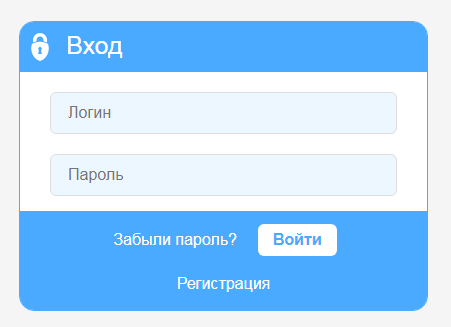 Вход
Логин
Пароль
Забыли пароль? Войти
Регистрация